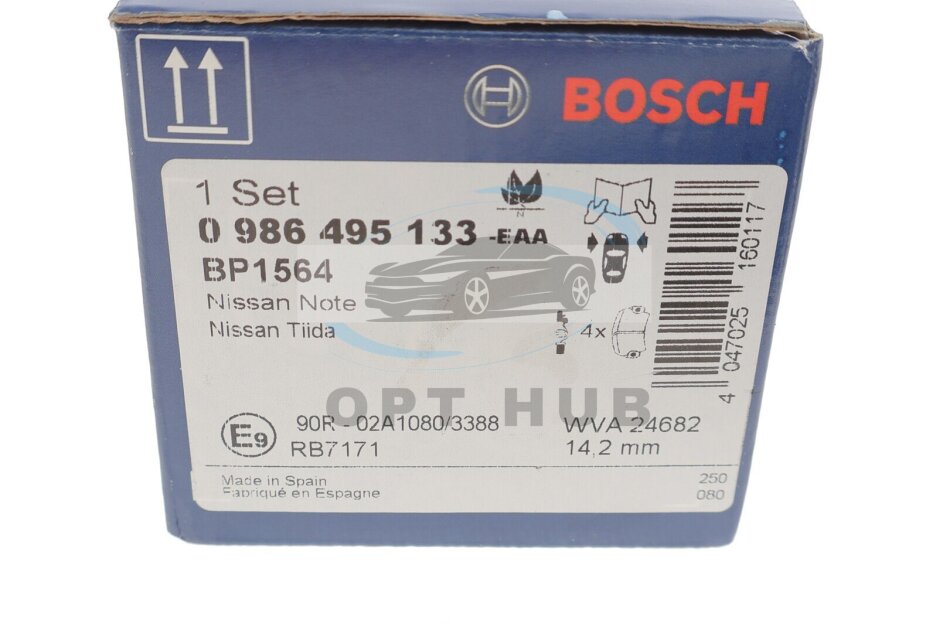 BOSCH
1 Set
0 986 495 133 -EAA
BP1564
Nissan Note
Nissan Tiida
N
4x
4 047025 160117
OPT HUB
E9
90R - 02A1080/3388
RB7171
WVA 24682
14,2 mm
Made in Spain
Fabriqué en Espagne
250
080